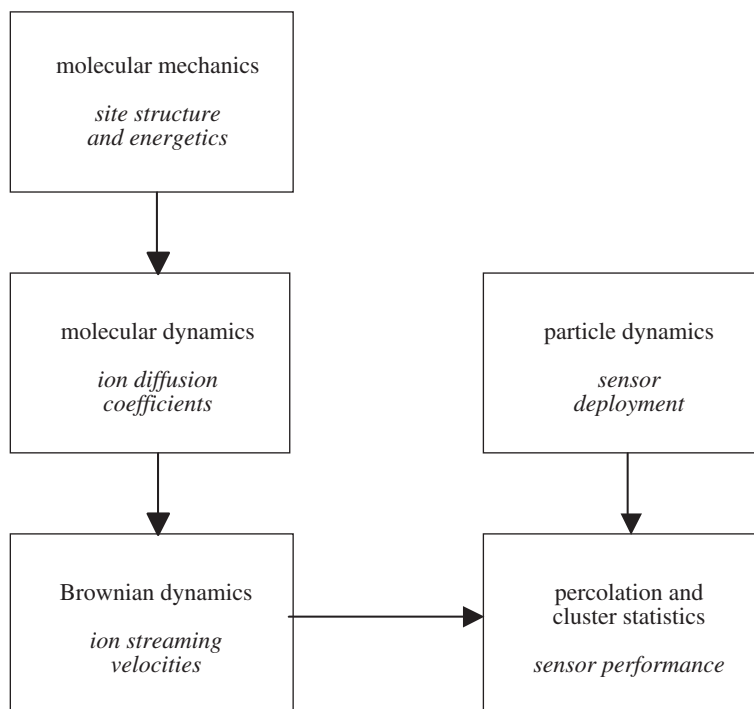 molecular mechanics
site structure
and energetics
molecular dynamics
ion diffusion
coefficients
particle dynamics
sensor
deployment
Brownian dynamics
ion streaming
velocities
percolation and
cluster statistics
sensor performance